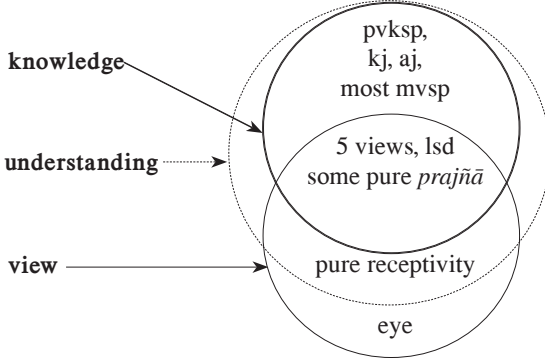 pvksp,
kj, aj,
most mvsp
knowledge
5 views, lsd
some pure prajñā
understanding
view
pure receptivity
eye